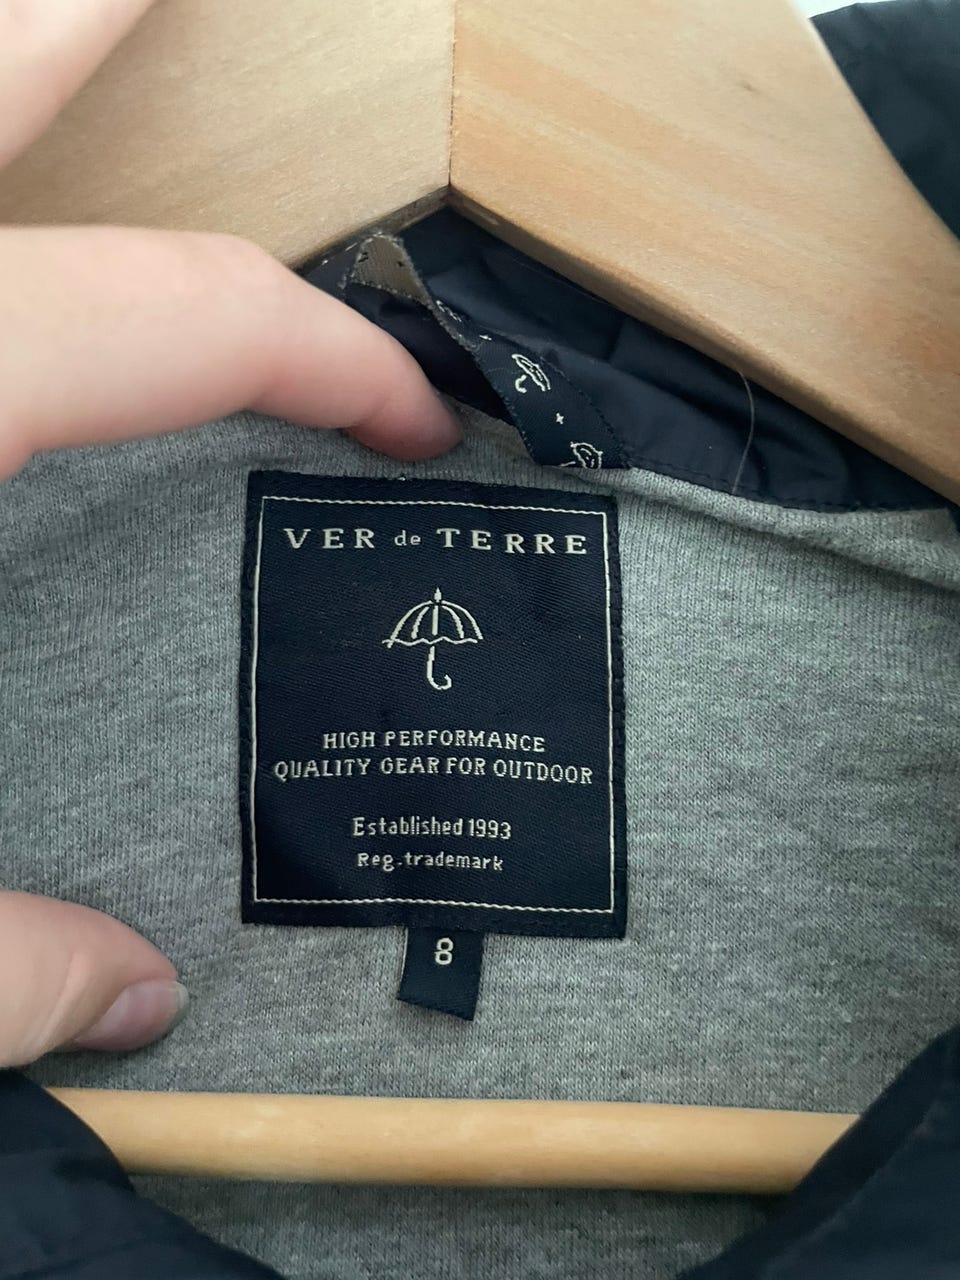 VER de TERRE
HIGH PERFORMANCE
QUALITY GEAR FOR OUTDOOR
Established 1993
Reg.trademark
8